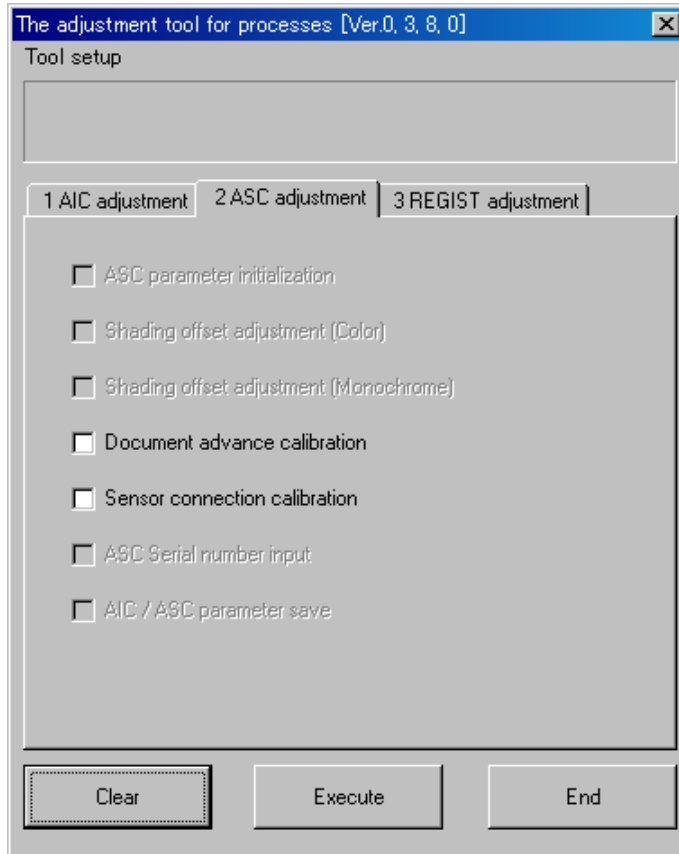 The adjustment tool for processes [Ver.0, 3, 8, 0]
Tool setup
1 AIC adjustment 2 ASC adjustment 3 REGIST adjustment
ASC parameter initialization
Shading offset adjustment (Color)
Shading offset adjustment (Monochrome)
Document advance calibration
Sensor connection calibration
ASC Serial number input
AIC / ASC parameter save
Clear Execute End